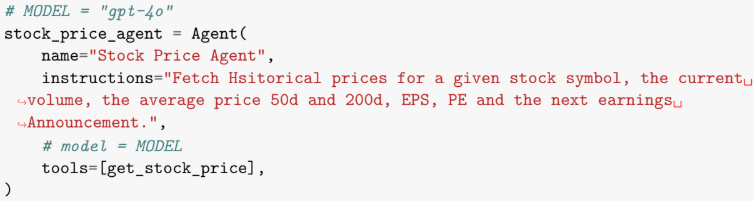 # MODEL = "gpt-4o"
stock_price_agent = Agent(
    name="Stock Price Agent",
    instructions="Fetch Hsitorical prices for a given stock symbol, the current␣
↪volume, the average price 50d and 200d, EPS, PE and the next earnings␣
↪Announcement.",
    # model = MODEL
    tools=[get_stock_price],
)